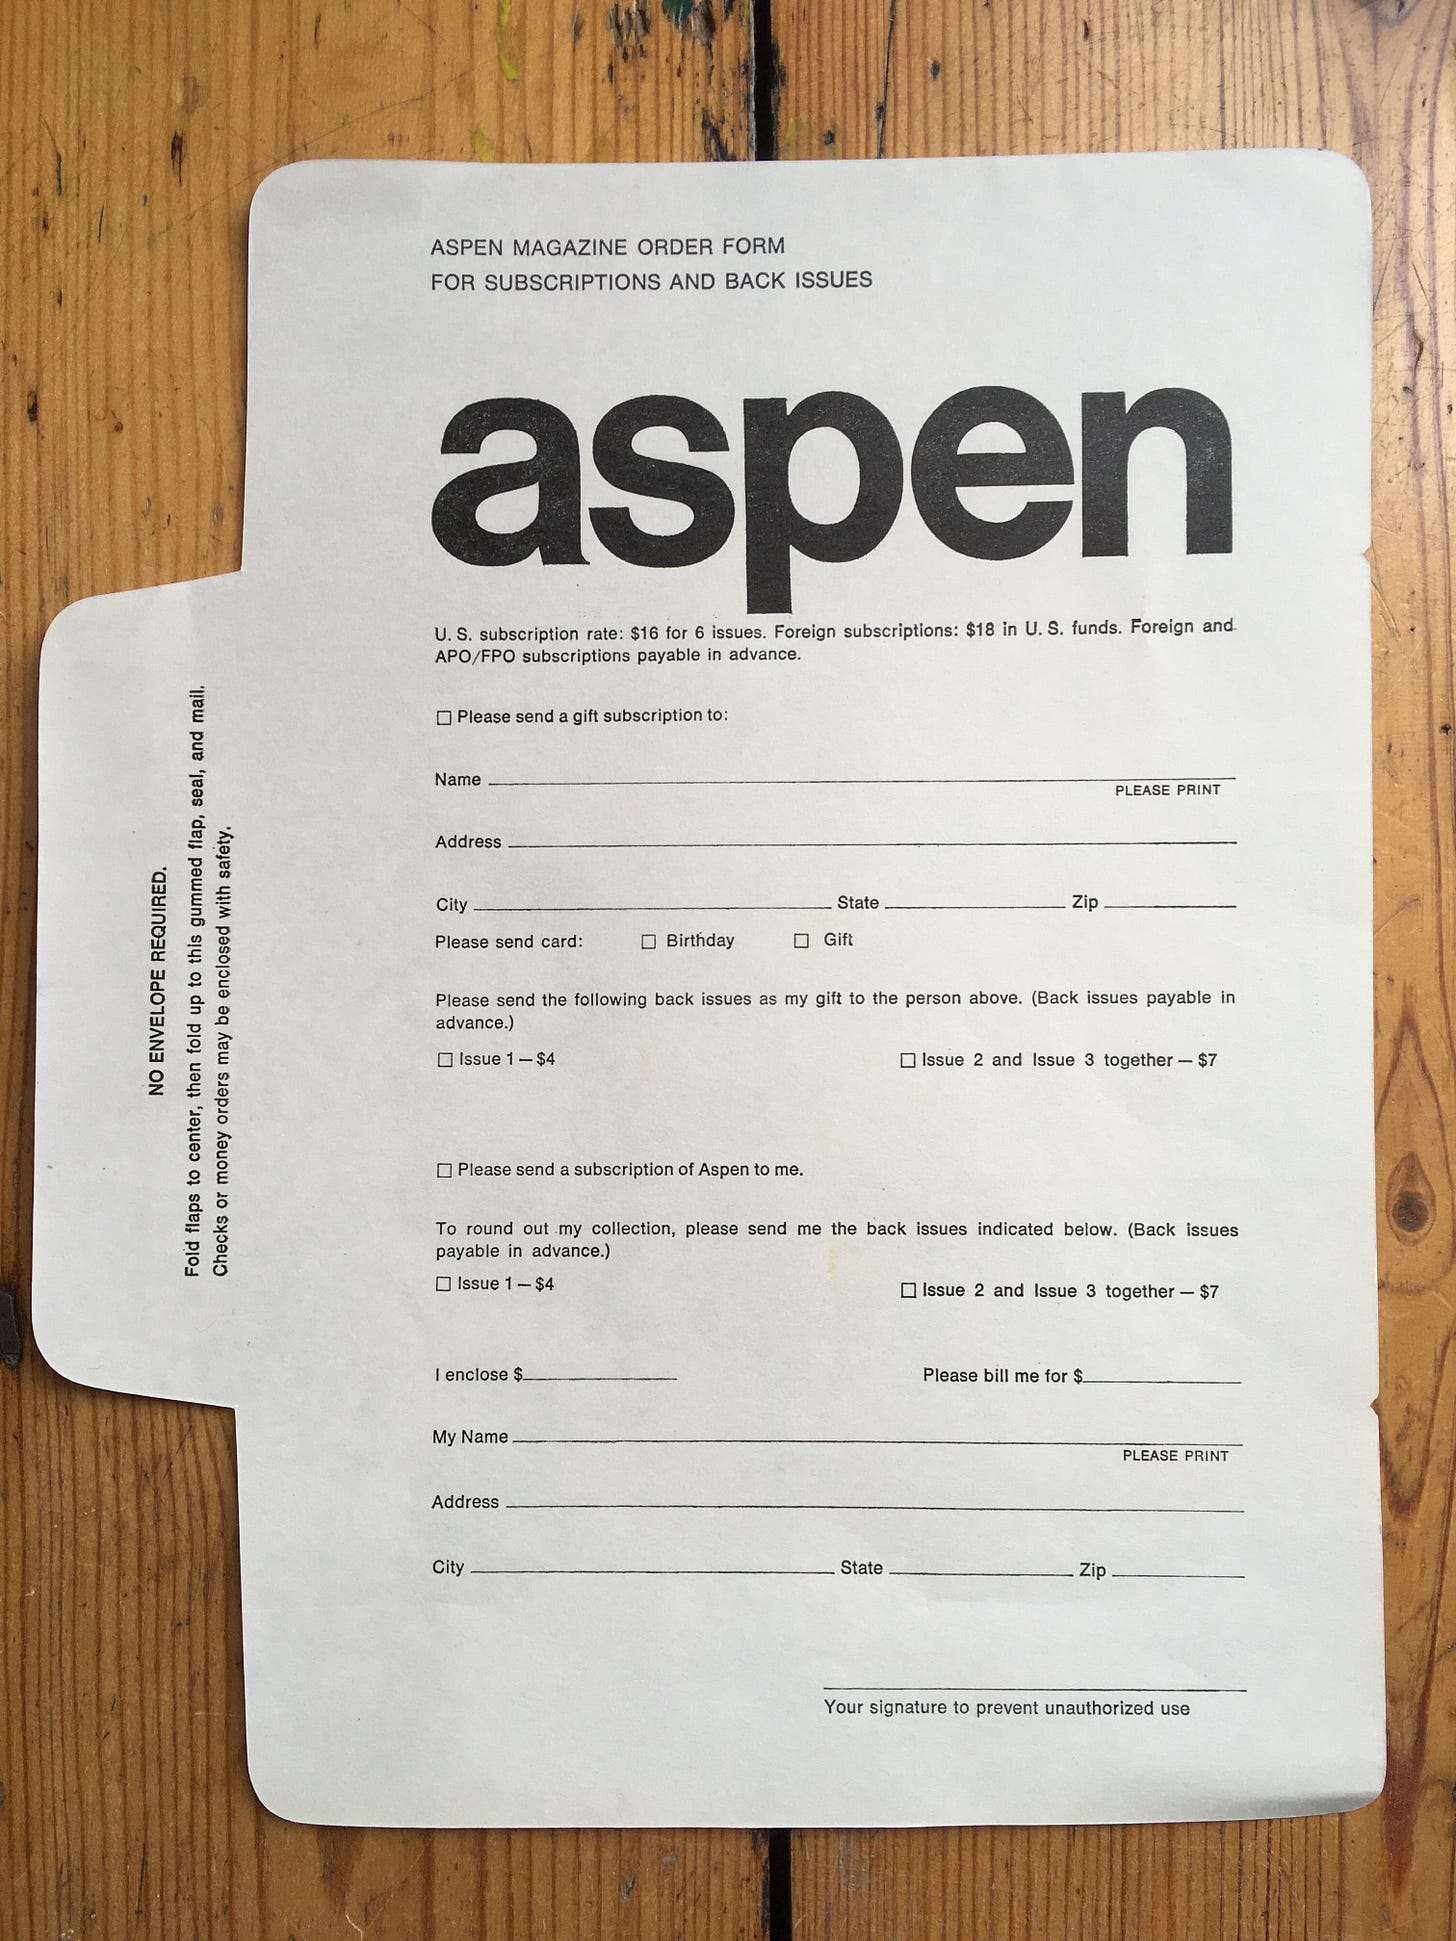 ASPEN MAGAZINE ORDER FORM
FOR SUBSCRIPTIONS AND BACK ISSUES
aspen
U. S. subscription rate: $16 for 6 issues. Foreign subscriptions: $18 in U. S. funds. Foreign and
APO/FPO subscriptions payable in advance.
☐ Please send a gift subscription to:
Name
PLEASE PRINT
Address
City State Zip
Please send card: ☐ Birthday ☐ Gift
Please send the following back issues as my gift to the person above. (Back issues payable in
advance.)
☐ Issue 1 — $4 ☐ Issue 2 and Issue 3 together — $7
☐ Please send a subscription of Aspen to me.
To round out my collection, please send me the back issues indicated below. (Back issues
payable in advance.)
☐ Issue 1 — $4 ☐ Issue 2 and Issue 3 together — $7
I enclose $ Please bill me for $
My Name
PLEASE PRINT
Address
City State Zip
Your signature to prevent unauthorized use
NO ENVELOPE REQUIRED.
Fold flaps to center, then fold up to this gummed flap, seal, and mail.
Checks or money orders may be enclosed with safety.